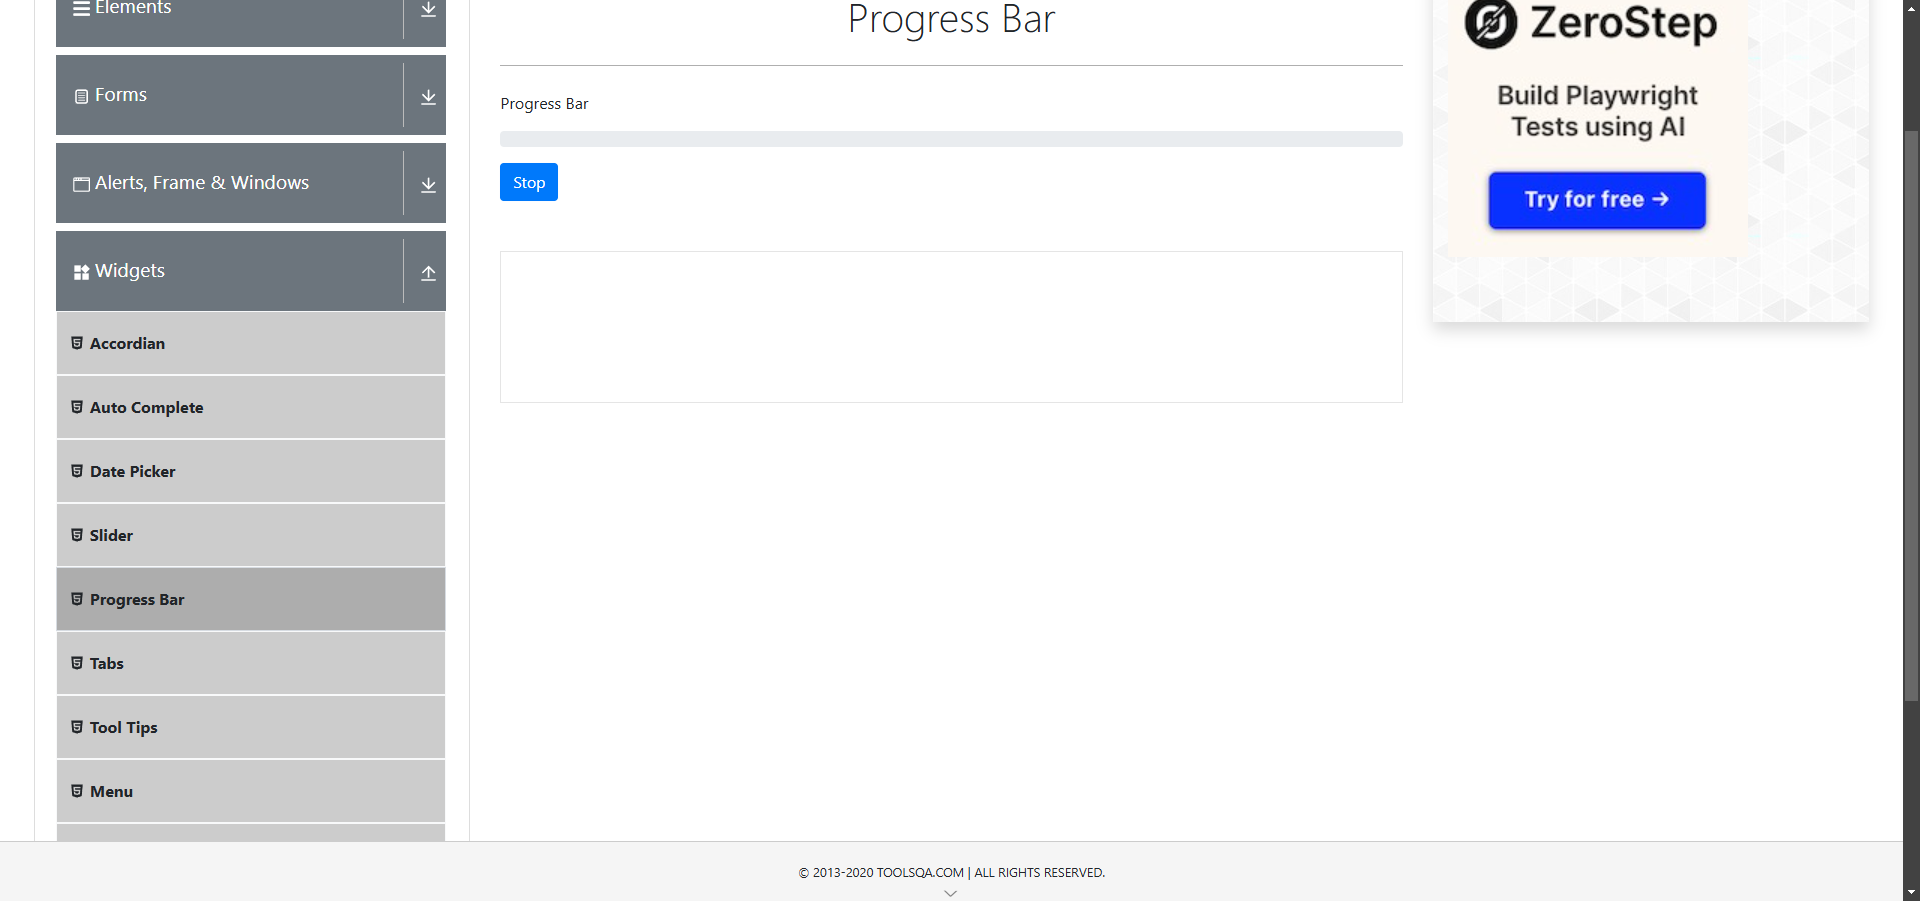 Elements
Forms
Alerts, Frame & Windows
Widgets
Accordian
Auto Complete
Date Picker
Slider
Progress Bar
Tabs
Tool Tips
Menu
Progress Bar
Progress Bar
Stop
ZeroStep
Build Playwright
Tests using AI
Try for free →
© 2013-2020 TOOLSQA.COM | ALL RIGHTS RESERVED.